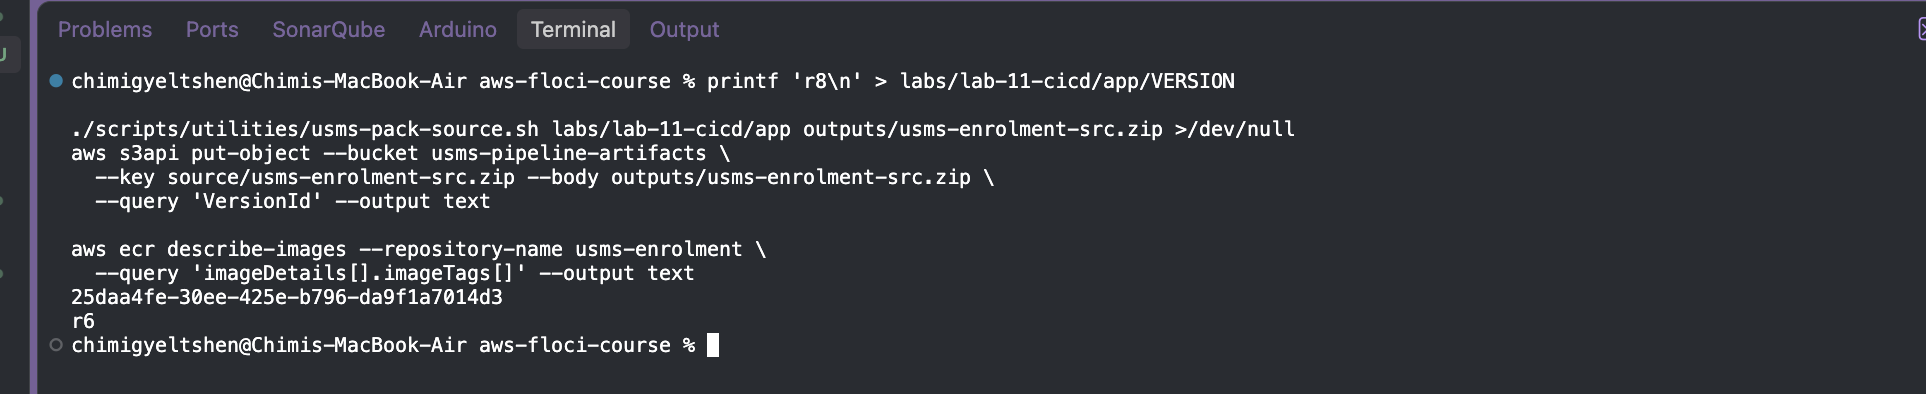 Problems Ports SonarQube Arduino Terminal Output
chimigyeltshen@Chimis-MacBook-Air aws-floci-course % printf 'r8\n' > labs/lab-11-cicd/app/VERSION
./scripts/utilities/usms-pack-source.sh labs/lab-11-cicd/app outputs/usms-enrolment-src.zip >/dev/null
aws s3api put-object --bucket usms-pipeline-artifacts \
  --key source/usms-enrolment-src.zip --body outputs/usms-enrolment-src.zip \
  --query 'VersionId' --output text
aws ecr describe-images --repository-name usms-enrolment \
  --query 'imageDetails[].imageTags[]' --output text
25daa4fe-30ee-425e-b796-da9f1a7014d3
r6
chimigyeltshen@Chimis-MacBook-Air aws-floci-course %